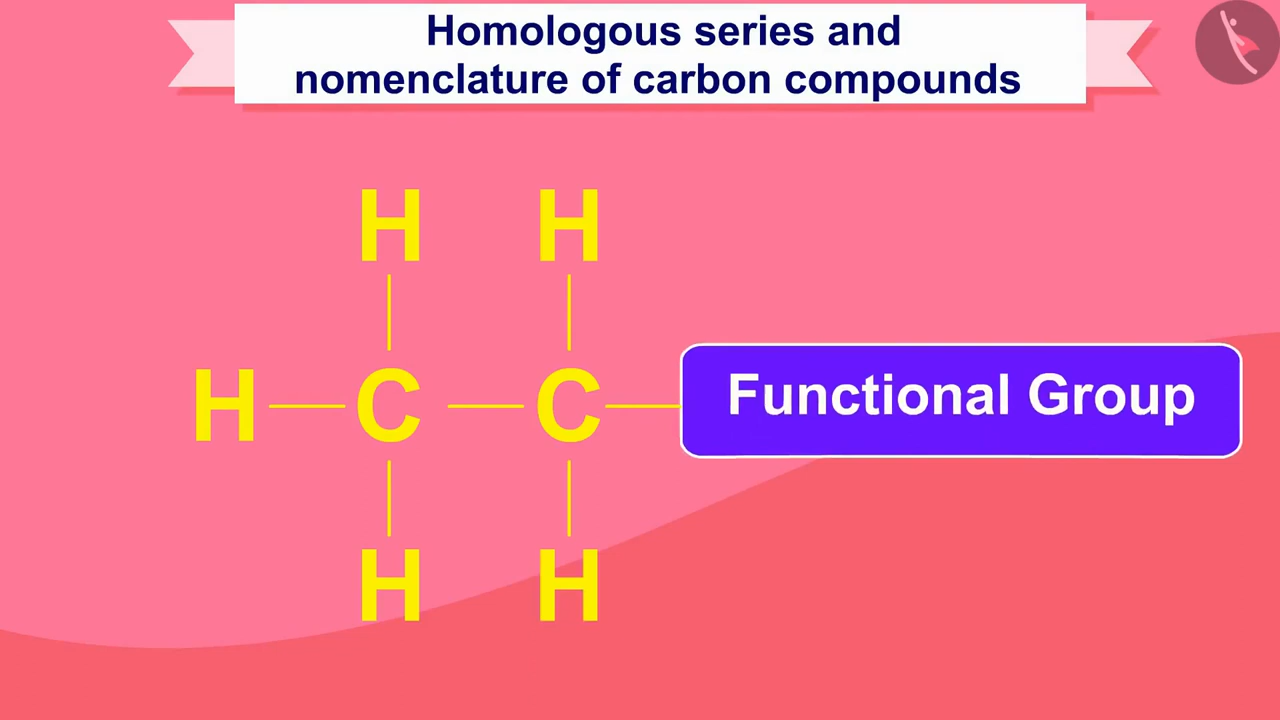 Homologous series and
nomenclature of carbon compounds
H H
H C C Functional Group
H H